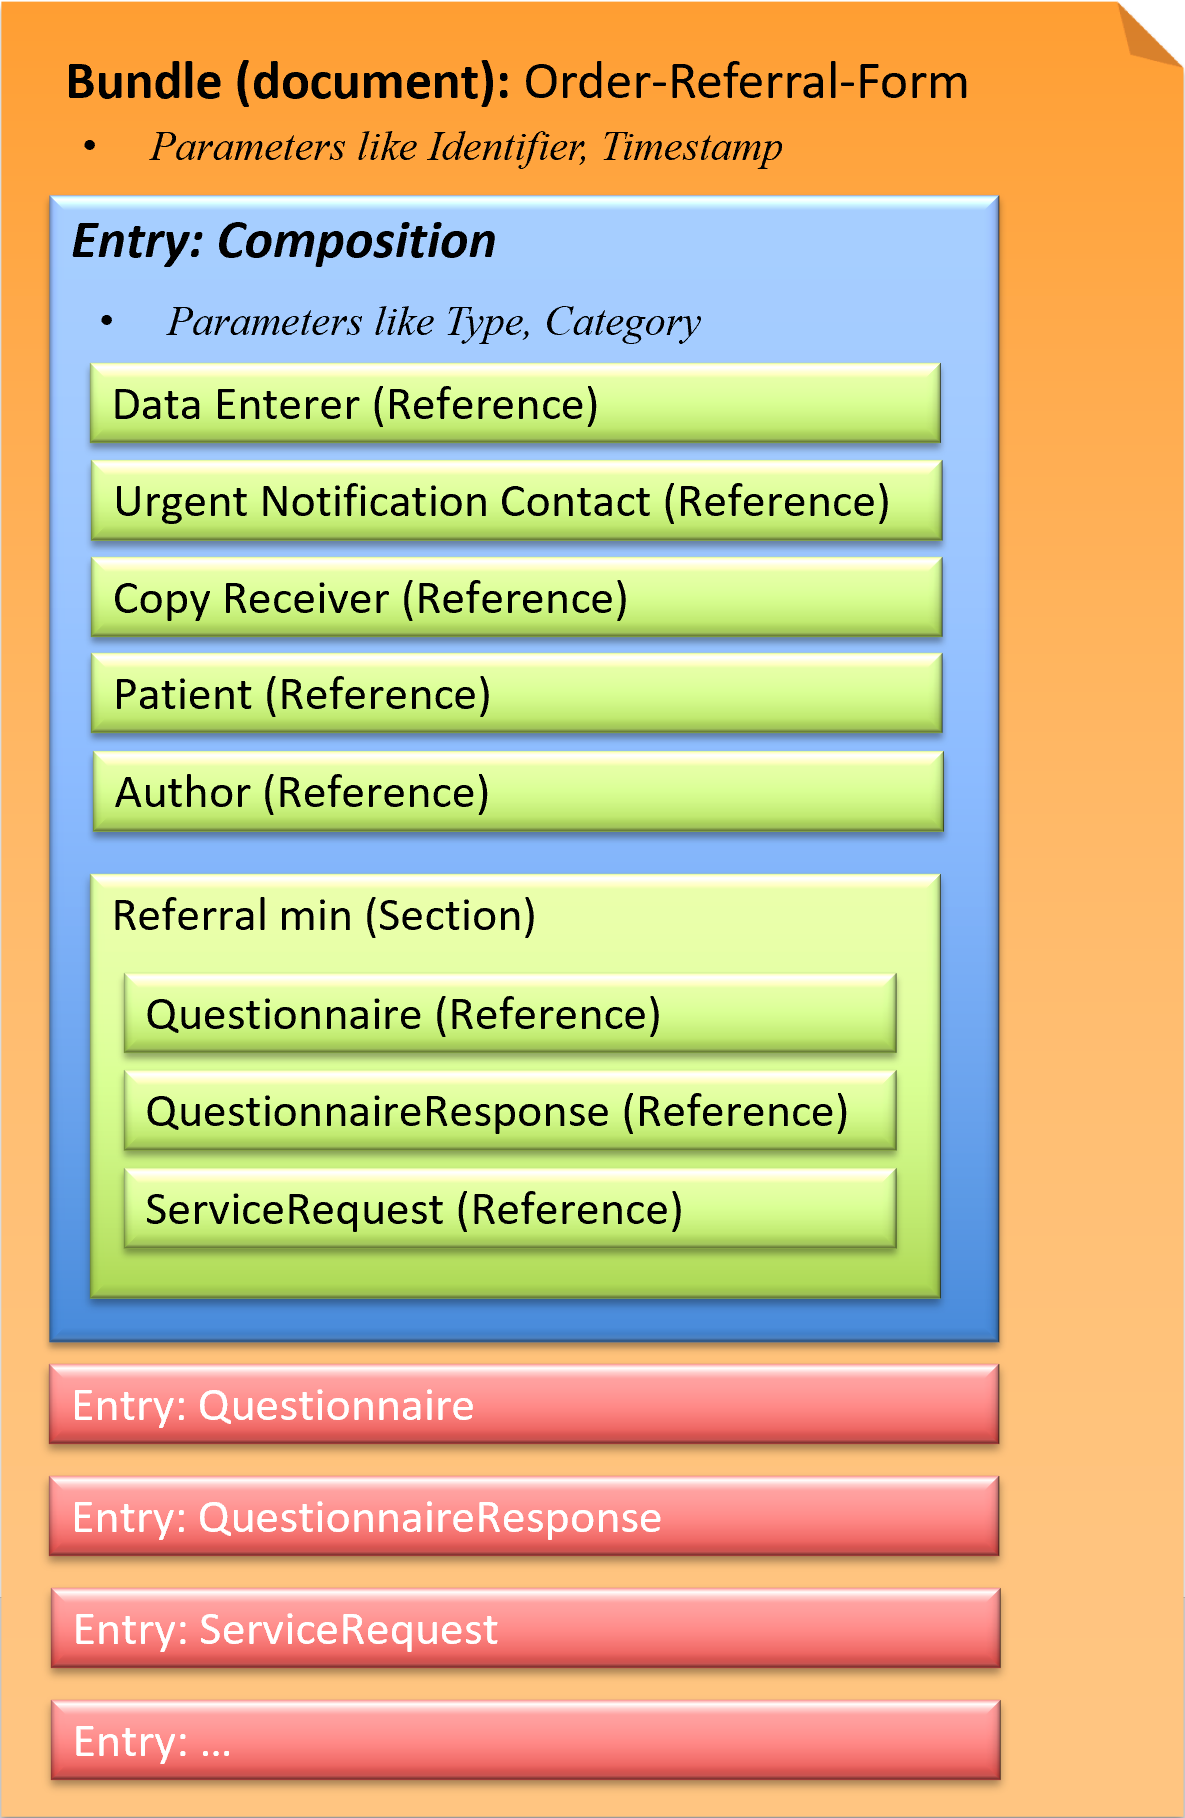 Bundle (document): Order-Referral-Form
• Parameters like Identifier, Timestamp
Entry: Composition
• Parameters like Type, Category
Data Enterer (Reference)
Urgent Notification Contact (Reference)
Copy Receiver (Reference)
Patient (Reference)
Author (Reference)
Referral min (Section)
Questionnaire (Reference)
QuestionnaireResponse (Reference)
ServiceRequest (Reference)
Entry: Questionnaire
Entry: QuestionnaireResponse
Entry: ServiceRequest
Entry: ...